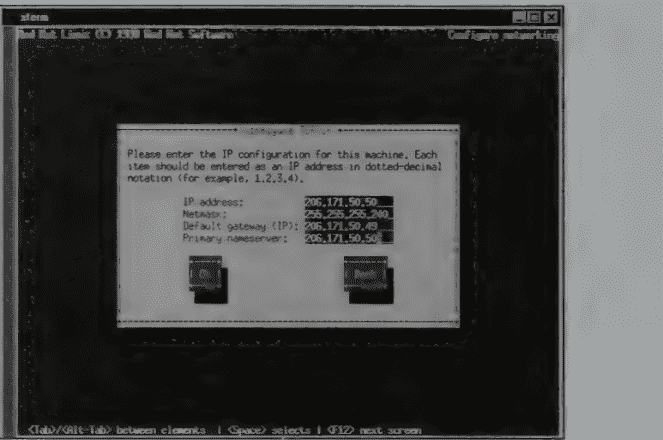 xterm
Red Hat Linux (C) 1998 Red Hat Software Configure networking
Please enter the IP configuration for this machine. Each
item should be entered as an IP address in dotted-decimal
notation (for example, 1.2.3.4).
IP address: 206.171.50.50
Netmask: 255.255.255.240
Default gateway (IP): 206.171.50.49
Primary nameserver: 206.171.50.50
Ok Back
<Tab>/<Alt-Tab> between elements | <Space> selects | <F12> next screen